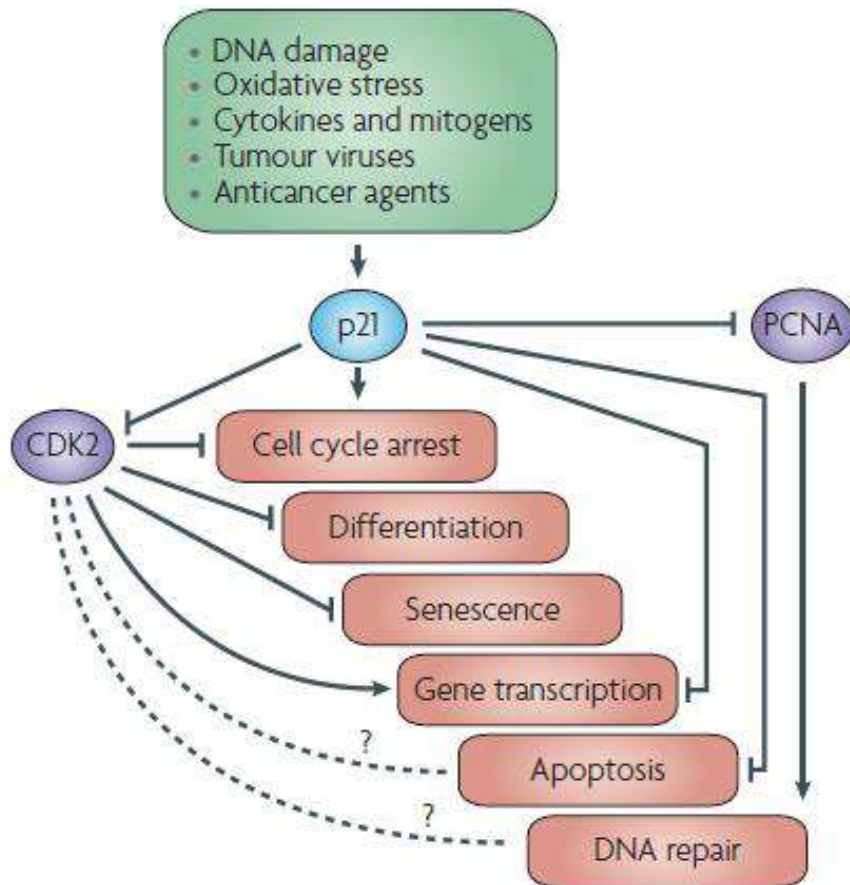 • DNA damage
• Oxidative stress
• Cytokines and mitogens
• Tumour viruses
• Anticancer agents
p21
PCNA
CDK2
Cell cycle arrest
Differentiation
Senescence
Gene transcription
?
Apoptosis
?
DNA repair